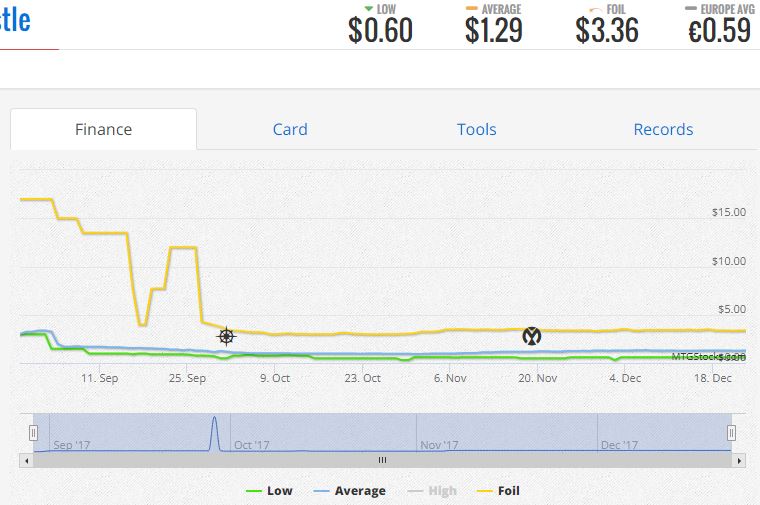 stle
LOW AVERAGE FOIL EUROPE AVG
$0.60 $1.29 $3.36 €0.59
Finance Card Tools Records
$15.00
$10.00
$5.00
MTGStocks
$0.00
11. Sep 25. Sep 9. Oct 23. Oct 6. Nov 20. Nov 4. Dec 18. Dec
Sep '17 Oct '17 Nov '17 Dec '17
Low Average High Foil